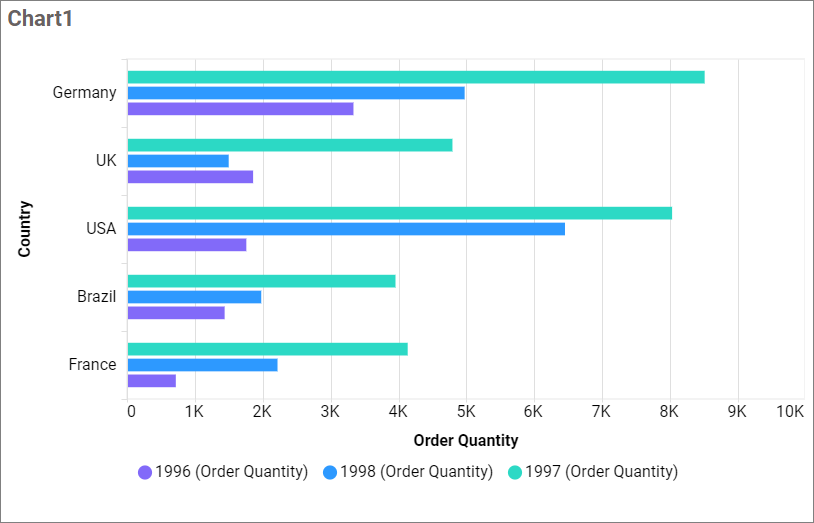 Chart1
Germany
UK
USA
Brazil
France
Country
0 1K 2K 3K 4K 5K 6K 7K 8K 9K 10K
Order Quantity
1996 (Order Quantity) 1998 (Order Quantity) 1997 (Order Quantity)